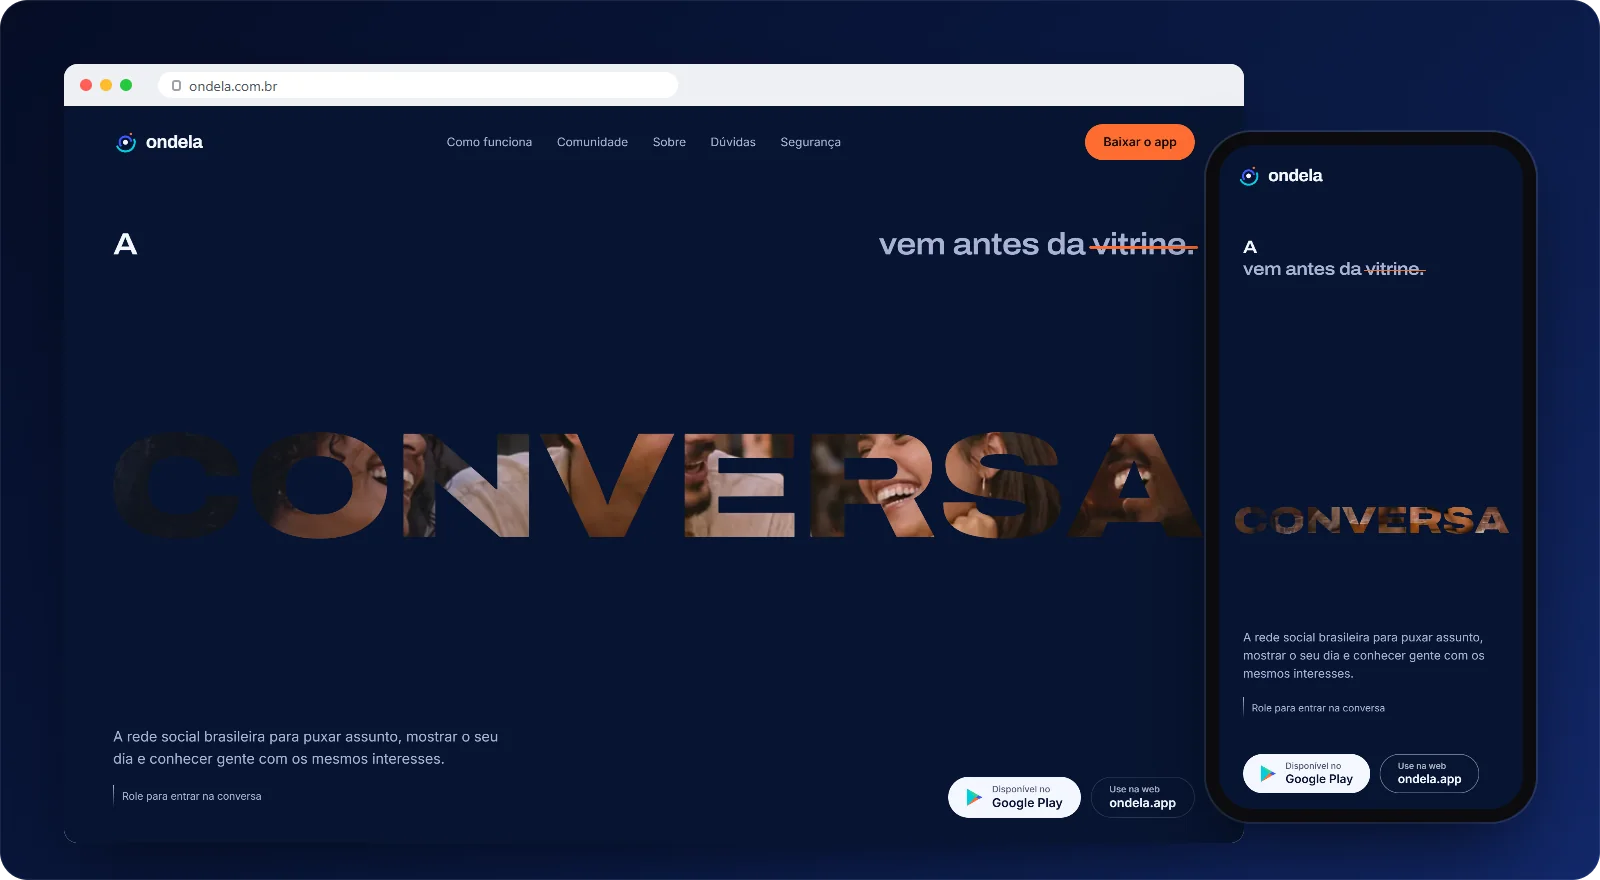 ondela.com.br
ondela
Como funciona
Comunidade
Sobre
Dúvidas
Segurança
Baixar o app
A
vem antes da vitrine.
CONVERSA
A rede social brasileira para puxar assunto, mostrar o seu
dia e conhecer gente com os mesmos interesses.
Role para entrar na conversa
Disponível no
Google Play
Use na web
ondela.app
ondela
A
vem antes da vitrine.
CONVERSA
A rede social brasileira para puxar assunto,
mostrar o seu dia e conhecer gente com os
mesmos interesses.
Role para entrar na conversa
Disponível no
Google Play
Use na web
ondela.app